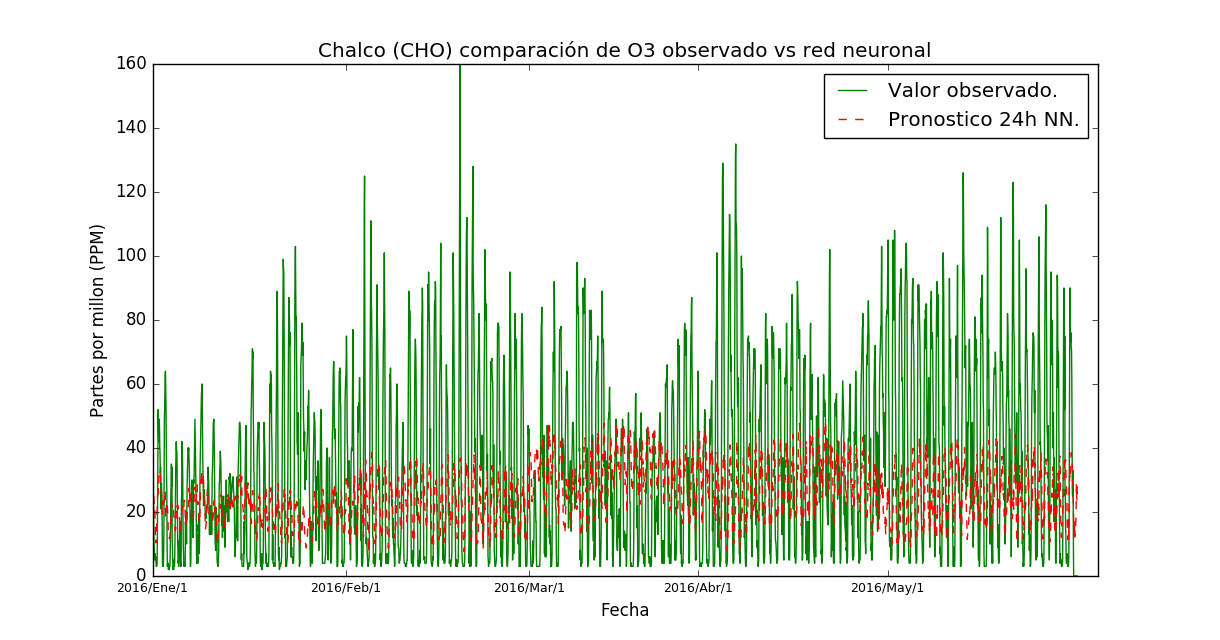 Chalco (CHO) comparación de O3 observado vs red neuronal
Valor observado.
Pronostico 24h NN.
Partes por millon (PPM)
160
140
120
100
80
60
40
20
0
2016/Ene/1 2016/Feb/1 2016/Mar/1 2016/Abr/1 2016/May/1
Fecha